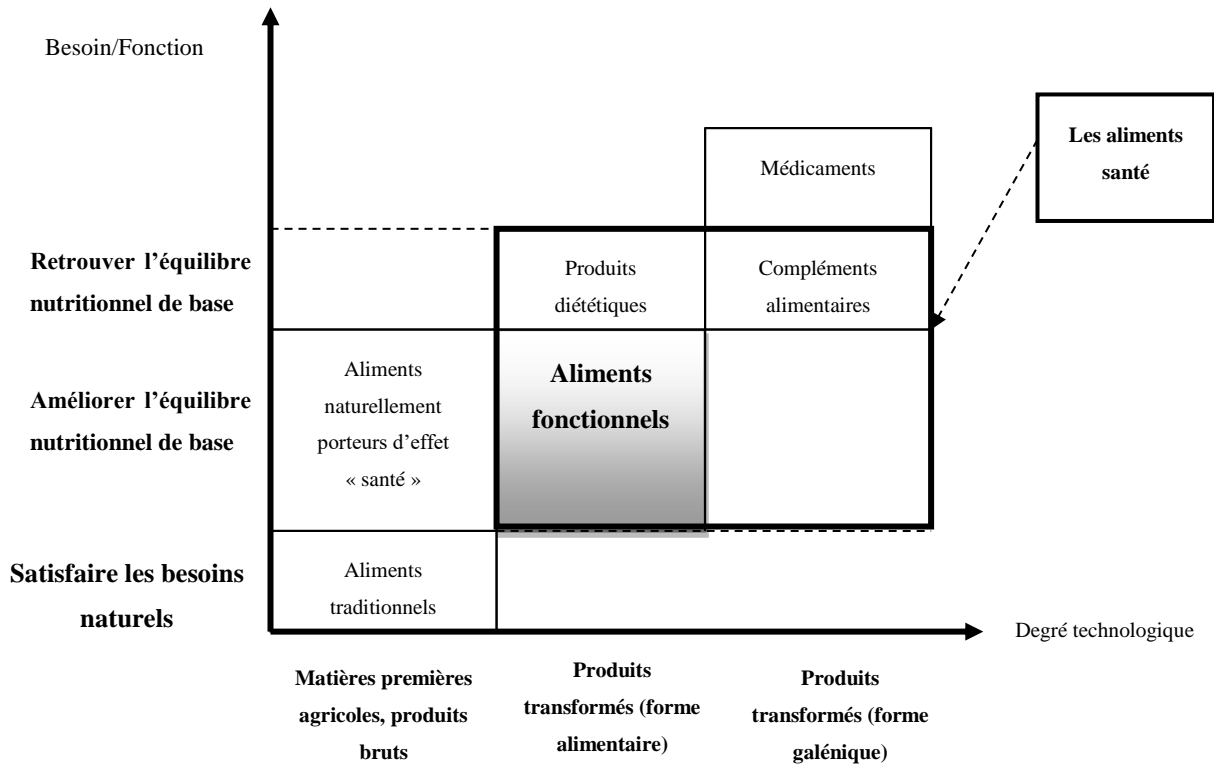 Besoin/Fonction
Les aliments
santé
Médicaments
Retrouver l'équilibre
nutritionnel de base
Produits
diététiques
Compléments
alimentaires
Améliorer l'équilibre
nutritionnel de base
Aliments
naturellement
porteurs d'effet
« santé »
Aliments
fonctionnels
Satisfaire les besoins
naturels
Aliments
traditionnels
Degré technologique
Matières premières
agricoles, produits
bruts
Produits
transformés (forme
alimentaire)
Produits
transformés (forme
galénique)